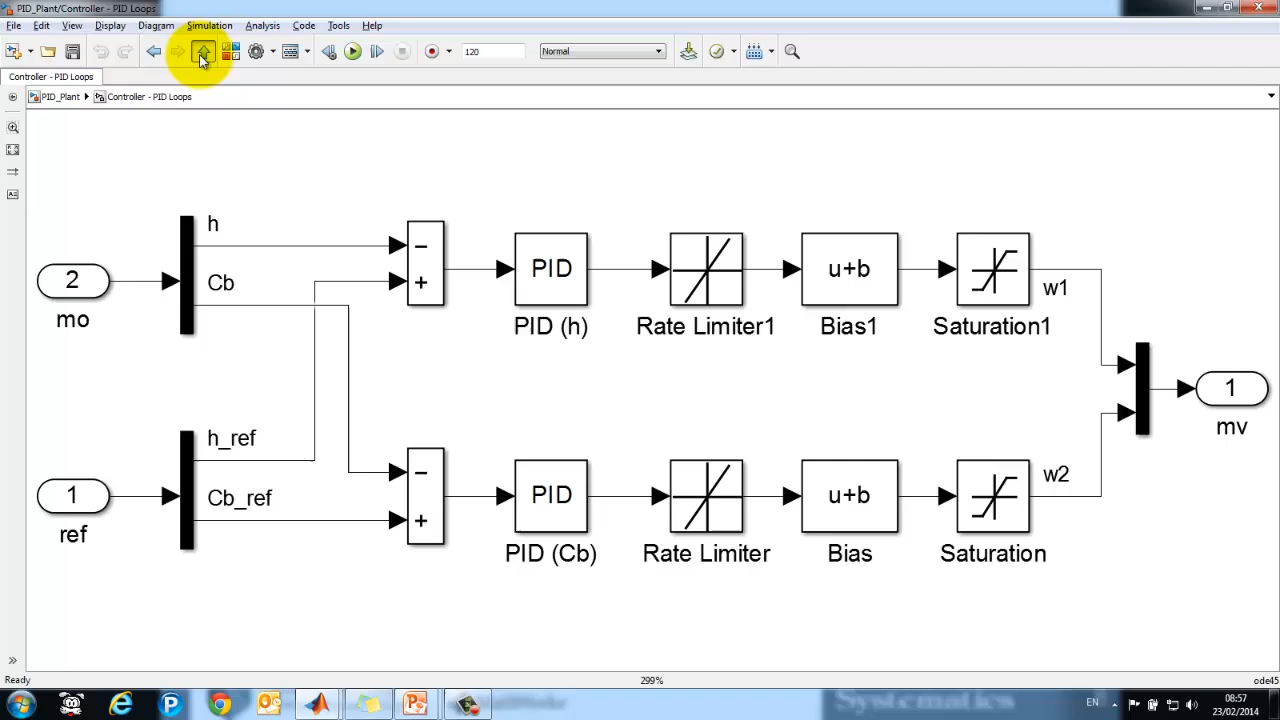 PID_Plant/Controller - PID Loops
File Edit View Display Diagram Simulation Analysis Code Tools Help
120 Normal
Controller - PID Loops
PID_Plant Controller - PID Loops
h
Cb
2
mo
−
+
PID
PID (h)
Rate Limiter1
u+b
Bias1
Saturation1
w1
1
mv
h_ref
Cb_ref
1
ref
−
+
PID
PID (Cb)
Rate Limiter
u+b
Bias
Saturation
w2
Ready 299% ode45
EN 08:57
23/02/2014
Systematics